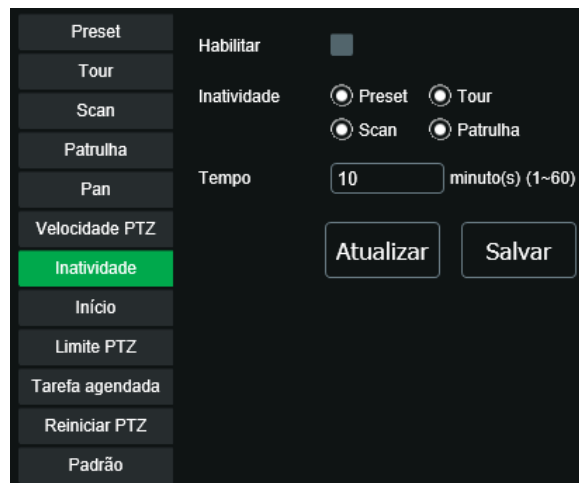 Preset
Tour
Scan
Patrulha
Pan
Velocidade PTZ
Inatividade
Início
Limite PTZ
Tarefa agendada
Reiniciar PTZ
Padrão
Habilitar
Inatividade Preset Tour
Scan Patrulha
Tempo 10 minuto(s) (1~60)
Atualizar Salvar